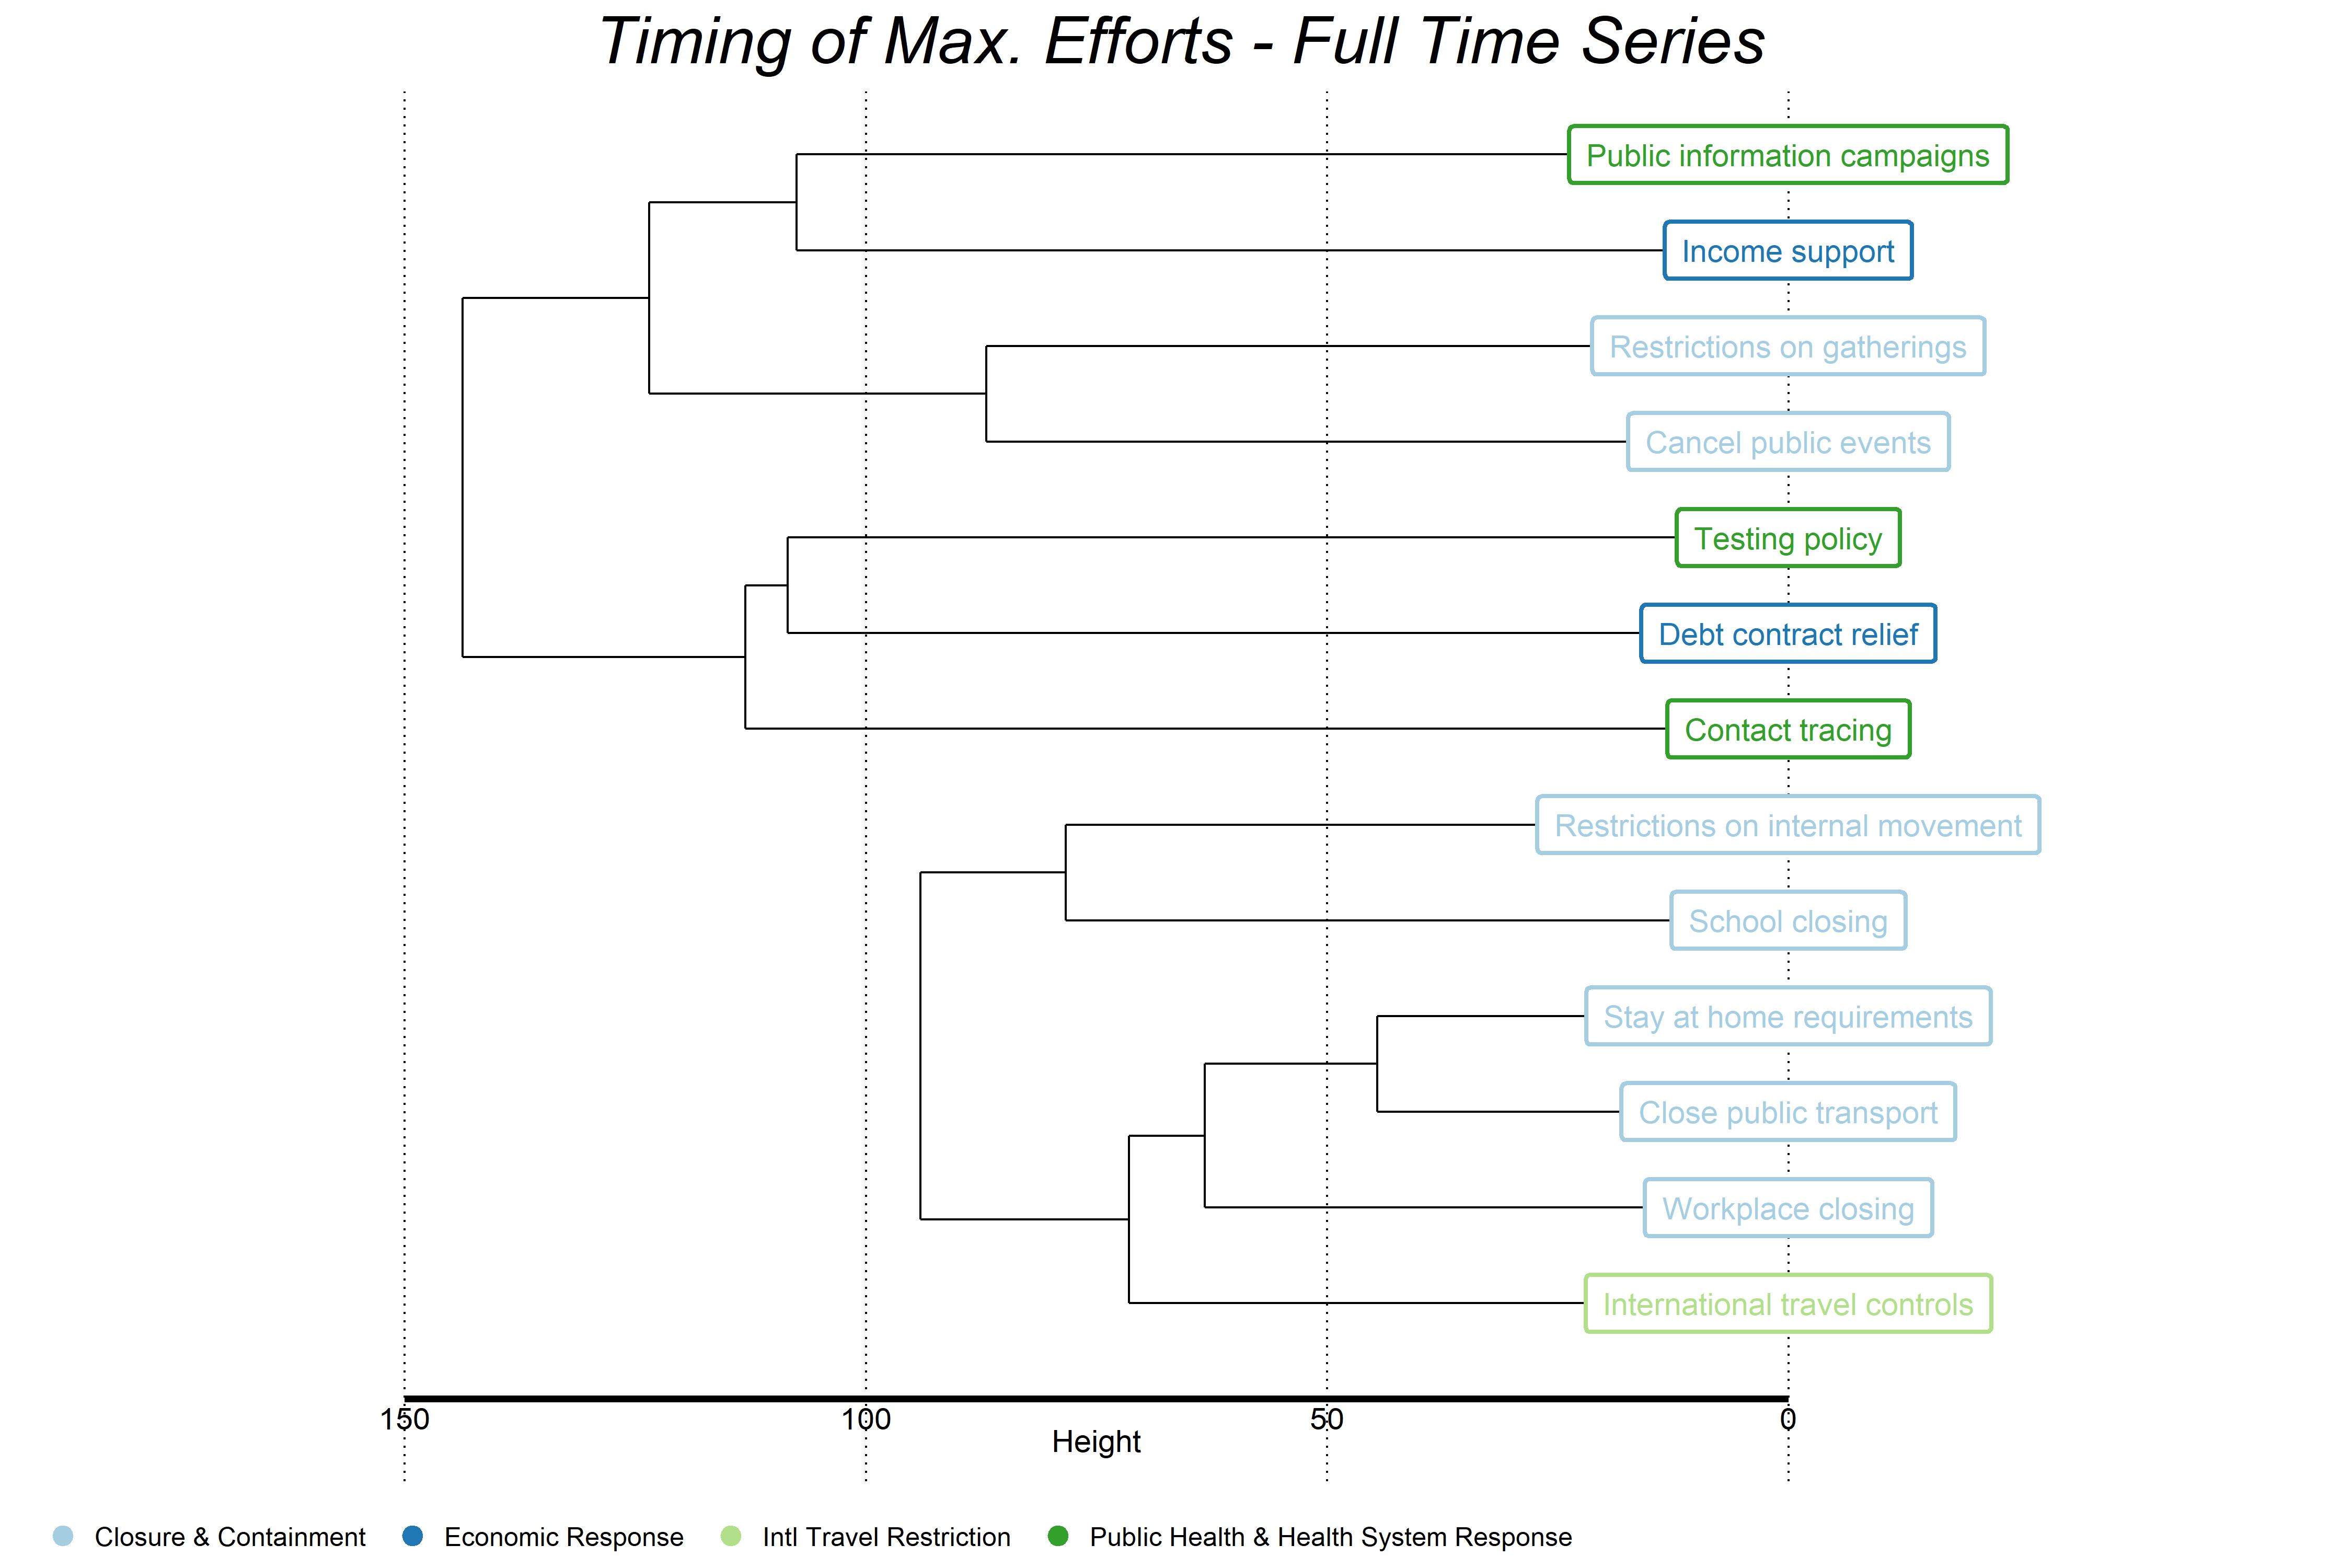 Timing of Max. Efforts - Full Time Series
Public information campaigns
Income support
Restrictions on gatherings
Cancel public events
Testing policy
Debt contract relief
Contact tracing
Restrictions on internal movement
School closing
Stay at home requirements
Close public transport
Workplace closing
International travel controls
150 100 50 0
Height
Closure & Containment Economic Response Intl Travel Restriction Public Health & Health System Response